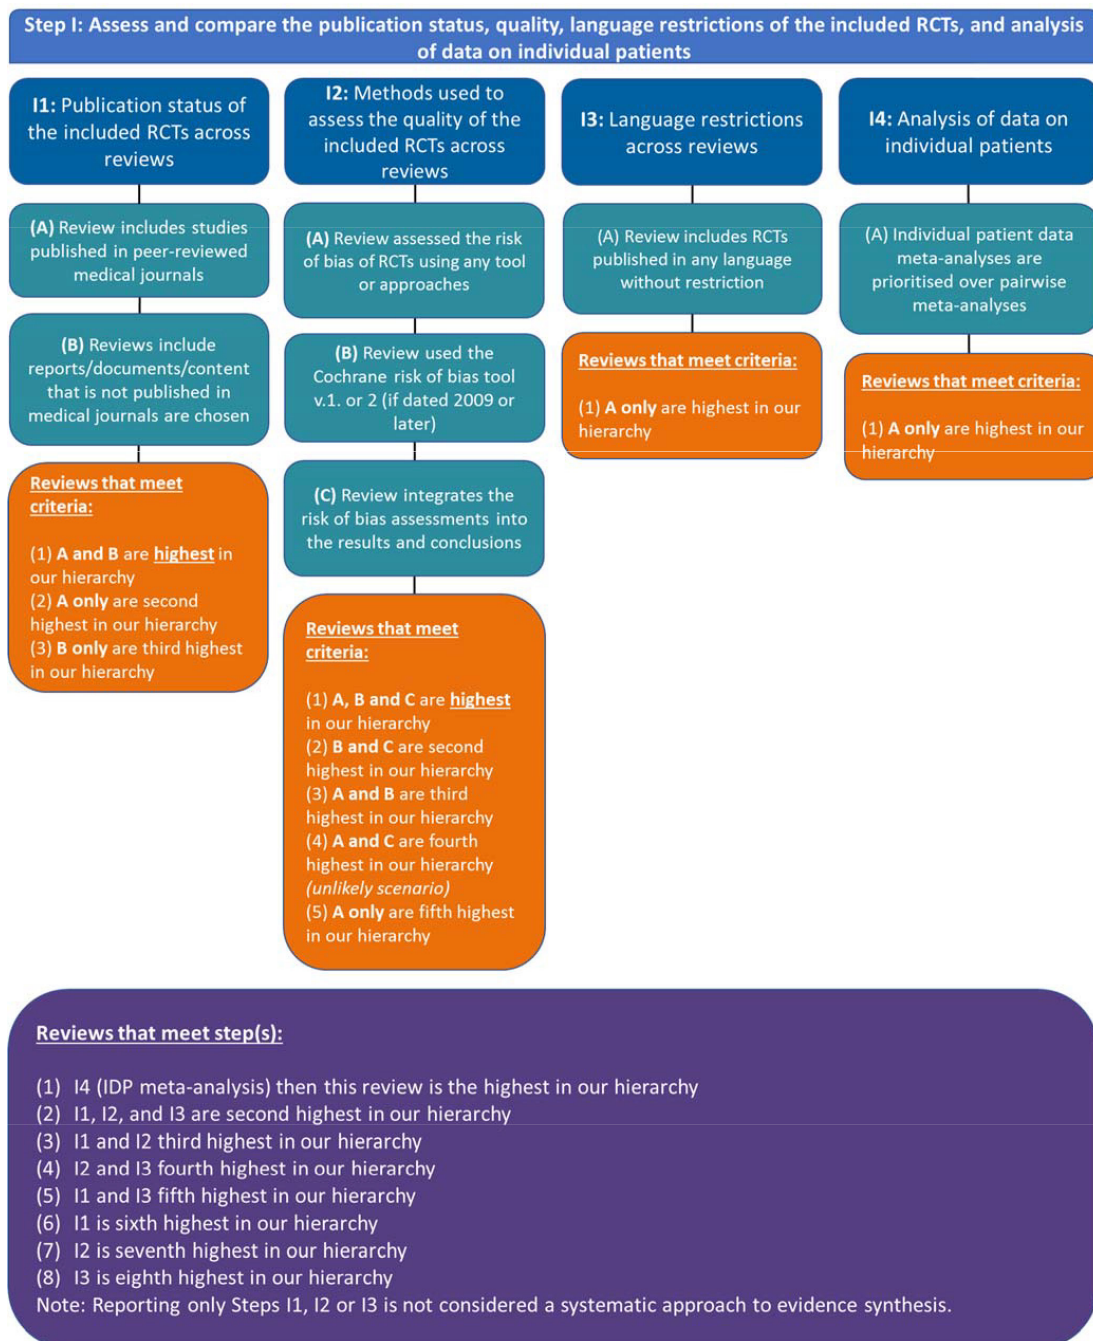 Step I: Assess and compare the publication status, quality, language restrictions of the included RCTs, and analysis
of data on individual patients
I1: Publication status of
the included RCTs across
reviews
(A) Review includes studies
published in peer-reviewed
medical journals
(B) Reviews include
reports/documents/content
that is not published in
medical journals are chosen
Reviews that meet
criteria:
(1) A and B are highest in
our hierarchy
(2) A only are second
highest in our hierarchy
(3) B only are third highest
in our hierarchy
I2: Methods used to
assess the quality of the
included RCTs across
reviews
(A) Review assessed the risk
of bias of RCTs using any tool
or approaches
(B) Review used the
Cochrane risk of bias tool
v.1. or 2 (if dated 2009 or
later)
(C) Review integrates the
risk of bias assessments into
the results and conclusions
Reviews that meet
criteria:
(1) A, B and C are highest
in our hierarchy
(2) B and C are second
highest in our hierarchy
(3) A and B are third
highest in our hierarchy
(4) A and C are fourth
highest in our hierarchy
(unlikely scenario)
(5) A only are fifth highest
in our hierarchy
I3: Language restrictions
across reviews
(A) Review includes RCTs
published in any language
without restriction
Reviews that meet criteria:
(1) A only are highest in our
hierarchy
I4: Analysis of data on
individual patients
(A) Individual patient data
meta-analyses are
prioritised over pairwise
meta-analyses
Reviews that meet criteria:
(1) A only are highest in our
hierarchy
Reviews that meet step(s):
(1) I4 (IDP meta-analysis) then this review is the highest in our hierarchy
(2) I1, I2, and I3 are second highest in our hierarchy
(3) I1 and I2 third highest in our hierarchy
(4) I2 and I3 fourth highest in our hierarchy
(5) I1 and I3 fifth highest in our hierarchy
(6) I1 is sixth highest in our hierarchy
(7) I2 is seventh highest in our hierarchy
(8) I3 is eighth highest in our hierarchy
Note: Reporting only Steps I1, I2 or I3 is not considered a systematic approach to evidence synthesis.